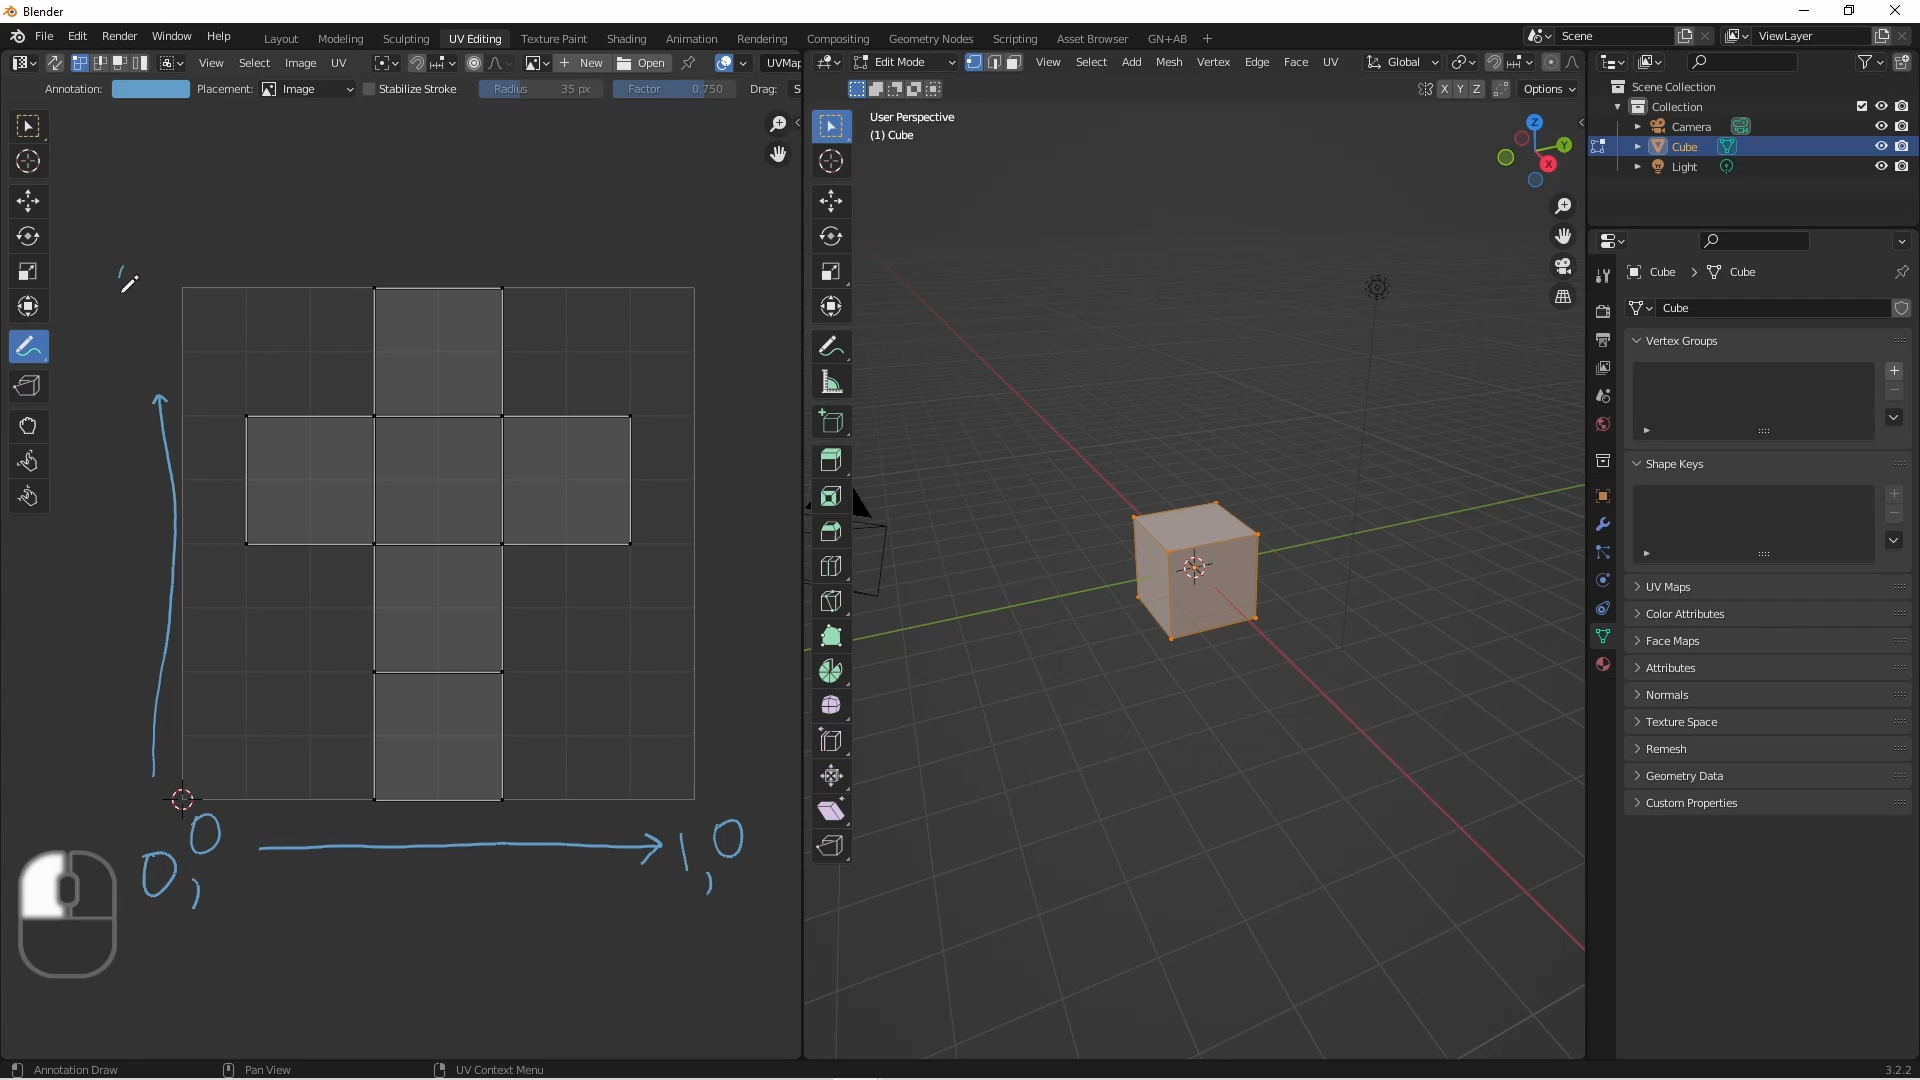 Blender
File Edit Render Window Help Layout Modeling Sculpting UV Editing Texture Paint Shading Animation Rendering Compositing Geometry Nodes Scripting Asset Browser GN+AB + Scene ViewLayer
View Select Image UV New Open UVMap Edit Mode View Select Add Mesh Vertex Edge Face UV Global
Annotation: Placement: Image Stabilize Stroke Radius 35 px Factor 0.750 Drag: S X Y Z Options
User Perspective
(1) Cube
Z
Y
X
0,0
1,0
Scene Collection
Collection
Camera
Cube
Light
Cube > Cube
Cube
Vertex Groups
Shape Keys
UV Maps
Color Attributes
Face Maps
Attributes
Normals
Texture Space
Remesh
Geometry Data
Custom Properties
Annotation Draw Pan View UV Context Menu 3.2.2